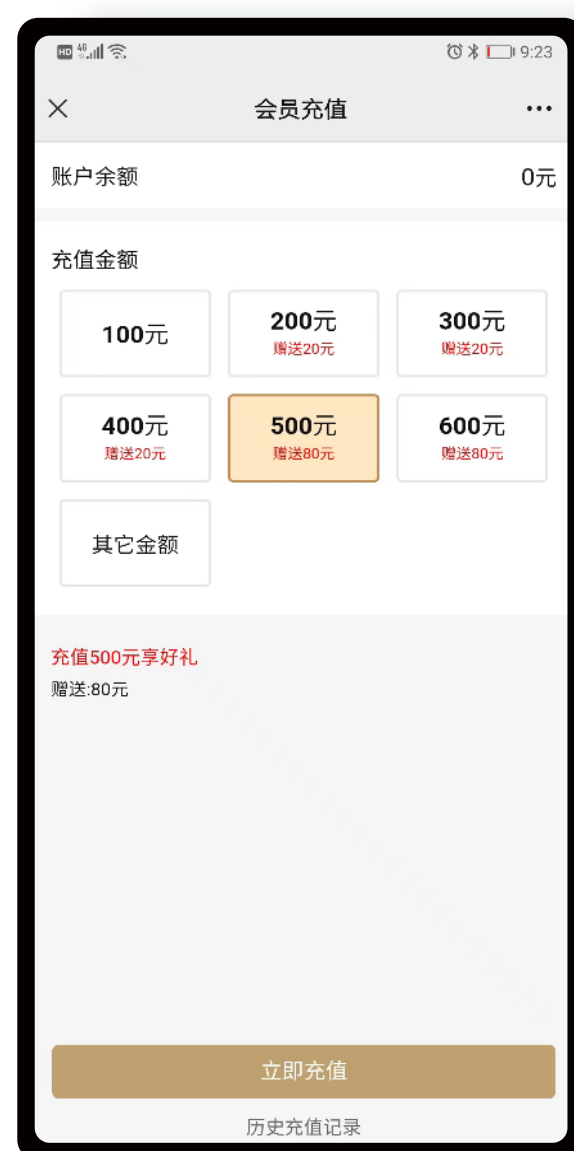 HD 4G 9:23
会员充值
账户余额 0元
充值金额
100元 200元 300元
赠送20元 赠送20元
400元 500元 600元
赠送20元 赠送80元 赠送80元
其它金额
充值500元享好礼
赠送:80元
立即充值
历史充值记录